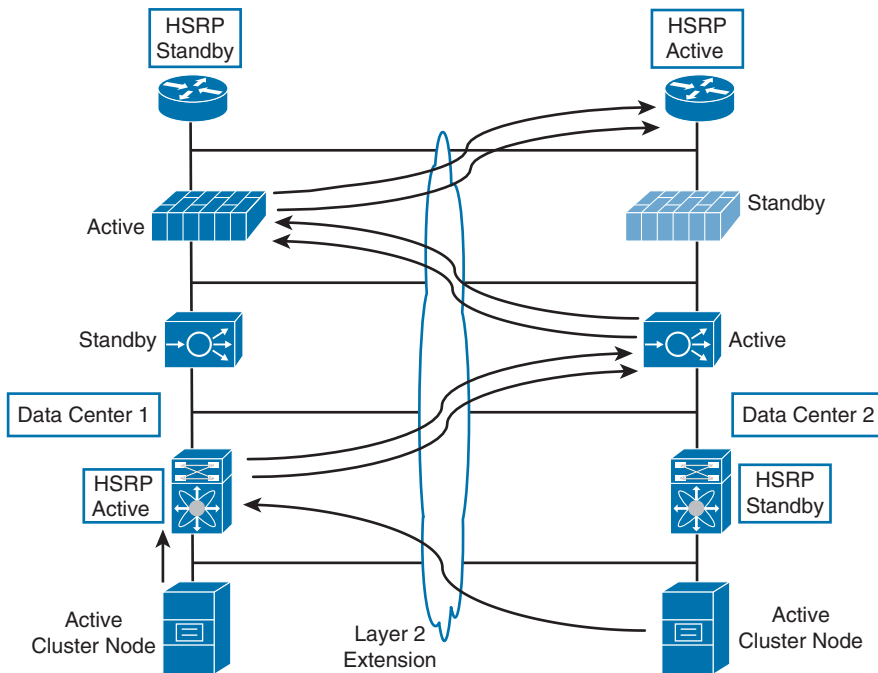 HSRP
Standby
HSRP
Active
Active
Standby
Standby
Active
Data Center 1
Data Center 2
HSRP
Active
HSRP
Standby
Active
Cluster Node
Layer 2
Extension
Active
Cluster Node